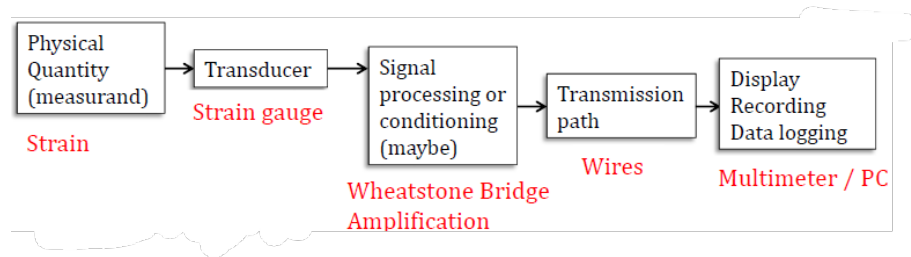 Physical
Quantity
(measurand)
Strain
Transducer
Strain gauge
Signal
processing or
conditioning
(maybe)
Wheatstone Bridge
Amplification
Transmission
path
Wires
Display
Recording
Data logging
Multimeter / PC